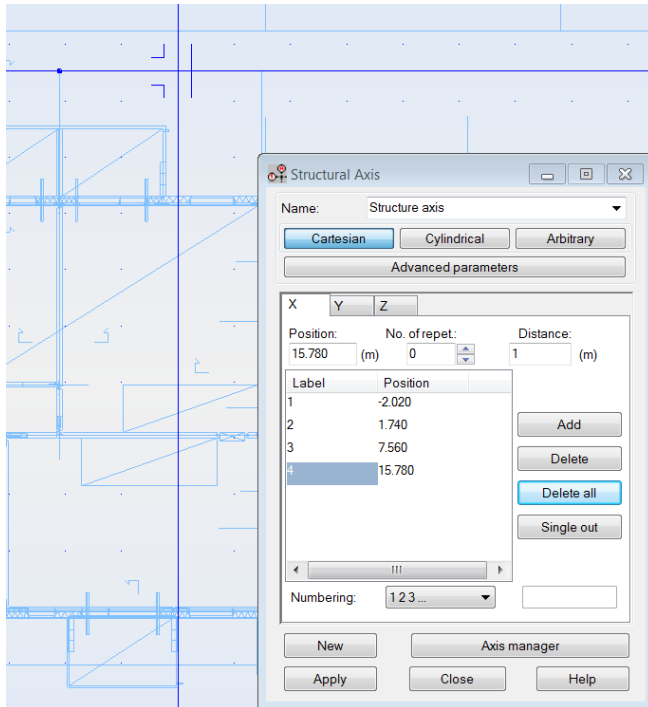 Structural Axis
Name: Structure axis
Cartesian Cylindrical Arbitrary
Advanced parameters
X Y Z
Position: No. of repet.: Distance:
15.780 (m) 0 1 (m)
Label Position
1 -2.020
2 1.740
3 7.560
4 15.780
Add
Delete
Delete all
Single out
Numbering: 1 2 3 ...
New Axis manager
Apply Close Help